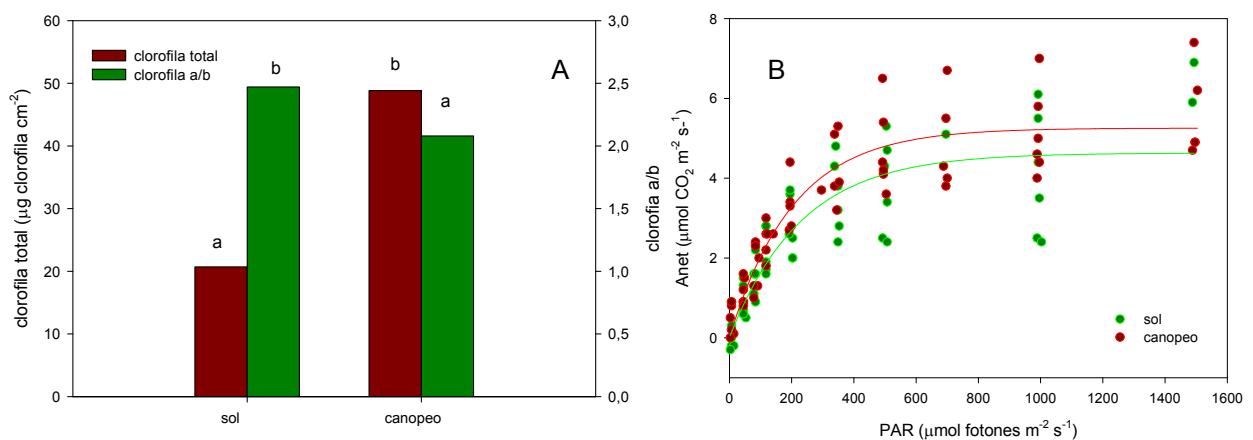 A
clorofila total (μg clorofila cm-2)
60
50
40
30
20
10
0
clorofila total
clorofila a/b
a
b
b
a
sol
canopeo
3,0
2,5
2,0
1,5
1,0
0,5
0,0
clorofia a/b
B
Anet (μmol CO2 m-2 s-1)
8
6
4
2
0
sol
canopeo
0 200 400 600 800 1000 1200 1400 1600
PAR (μmol fotones m-2 s-1)